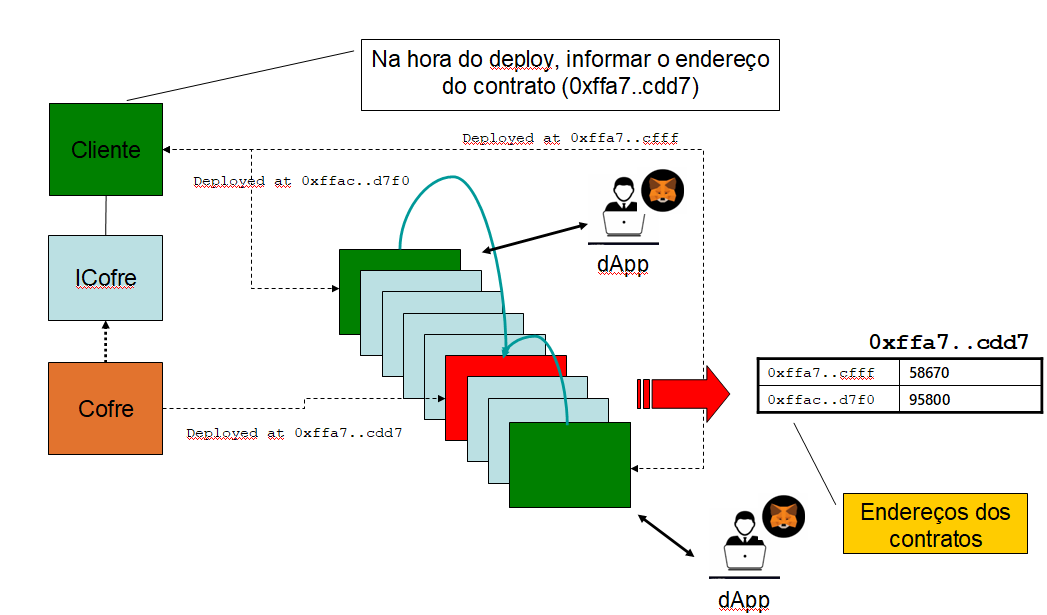 Na hora do deploy, informar o endereço
do contrato (0xffa7..cdd7)
Cliente
Deployed at 0xffa7..cfff
Deployed at 0xffac..d7f0
ICofre
dApp
Cofre
Deployed at 0xffa7..cdd7
0xffa7..cdd7
0xffa7..cfff 58670
0xffac..d7f0 95800
Endereços dos
contratos
dApp